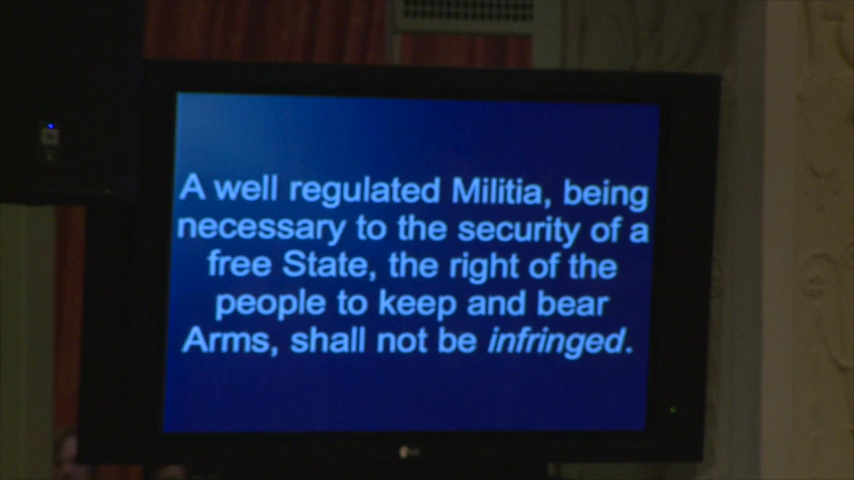 A well regulated Militia, being
necessary to the security of a
free State, the right of the
people to keep and bear
Arms, shall not be infringed.
LG